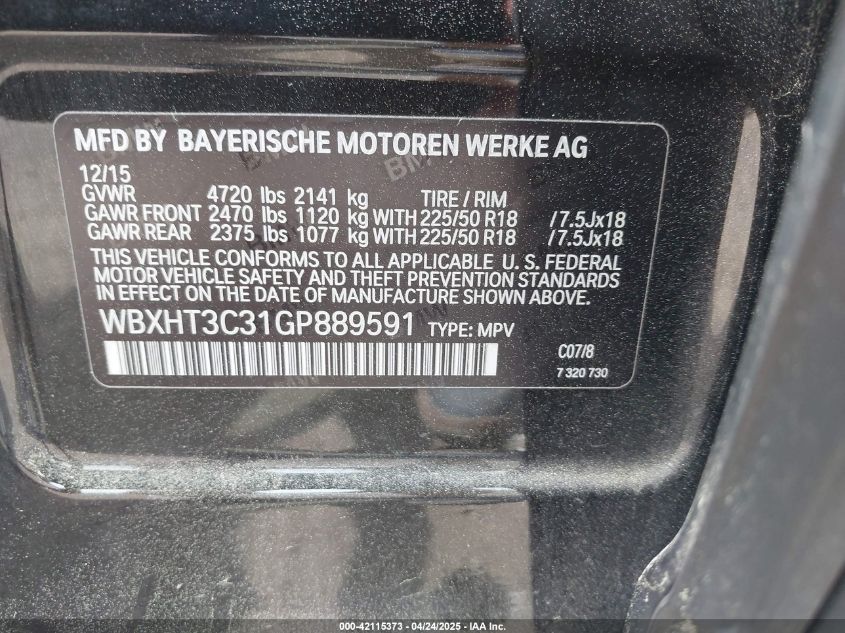 MFD BY BAYERISCHE MOTOREN WERKE AG
12/15
GVWR 4720 lbs 2141 kg TIRE / RIM
GAWR FRONT 2470 lbs 1120 kg WITH 225/50 R18 / 7.5Jx18
GAWR REAR 2375 lbs 1077 kg WITH 225/50 R18 / 7.5Jx18
THIS VEHICLE CONFORMS TO ALL APPLICABLE U. S. FEDERAL
MOTOR VEHICLE SAFETY AND THEFT PREVENTION STANDARDS
IN EFFECT ON THE DATE OF MANUFACTURE SHOWN ABOVE.
WBXHT3C31GP889591 TYPE: MPV
C07/8
7 320 730
000-42115373 - 04/24/2025 - IAA Inc.